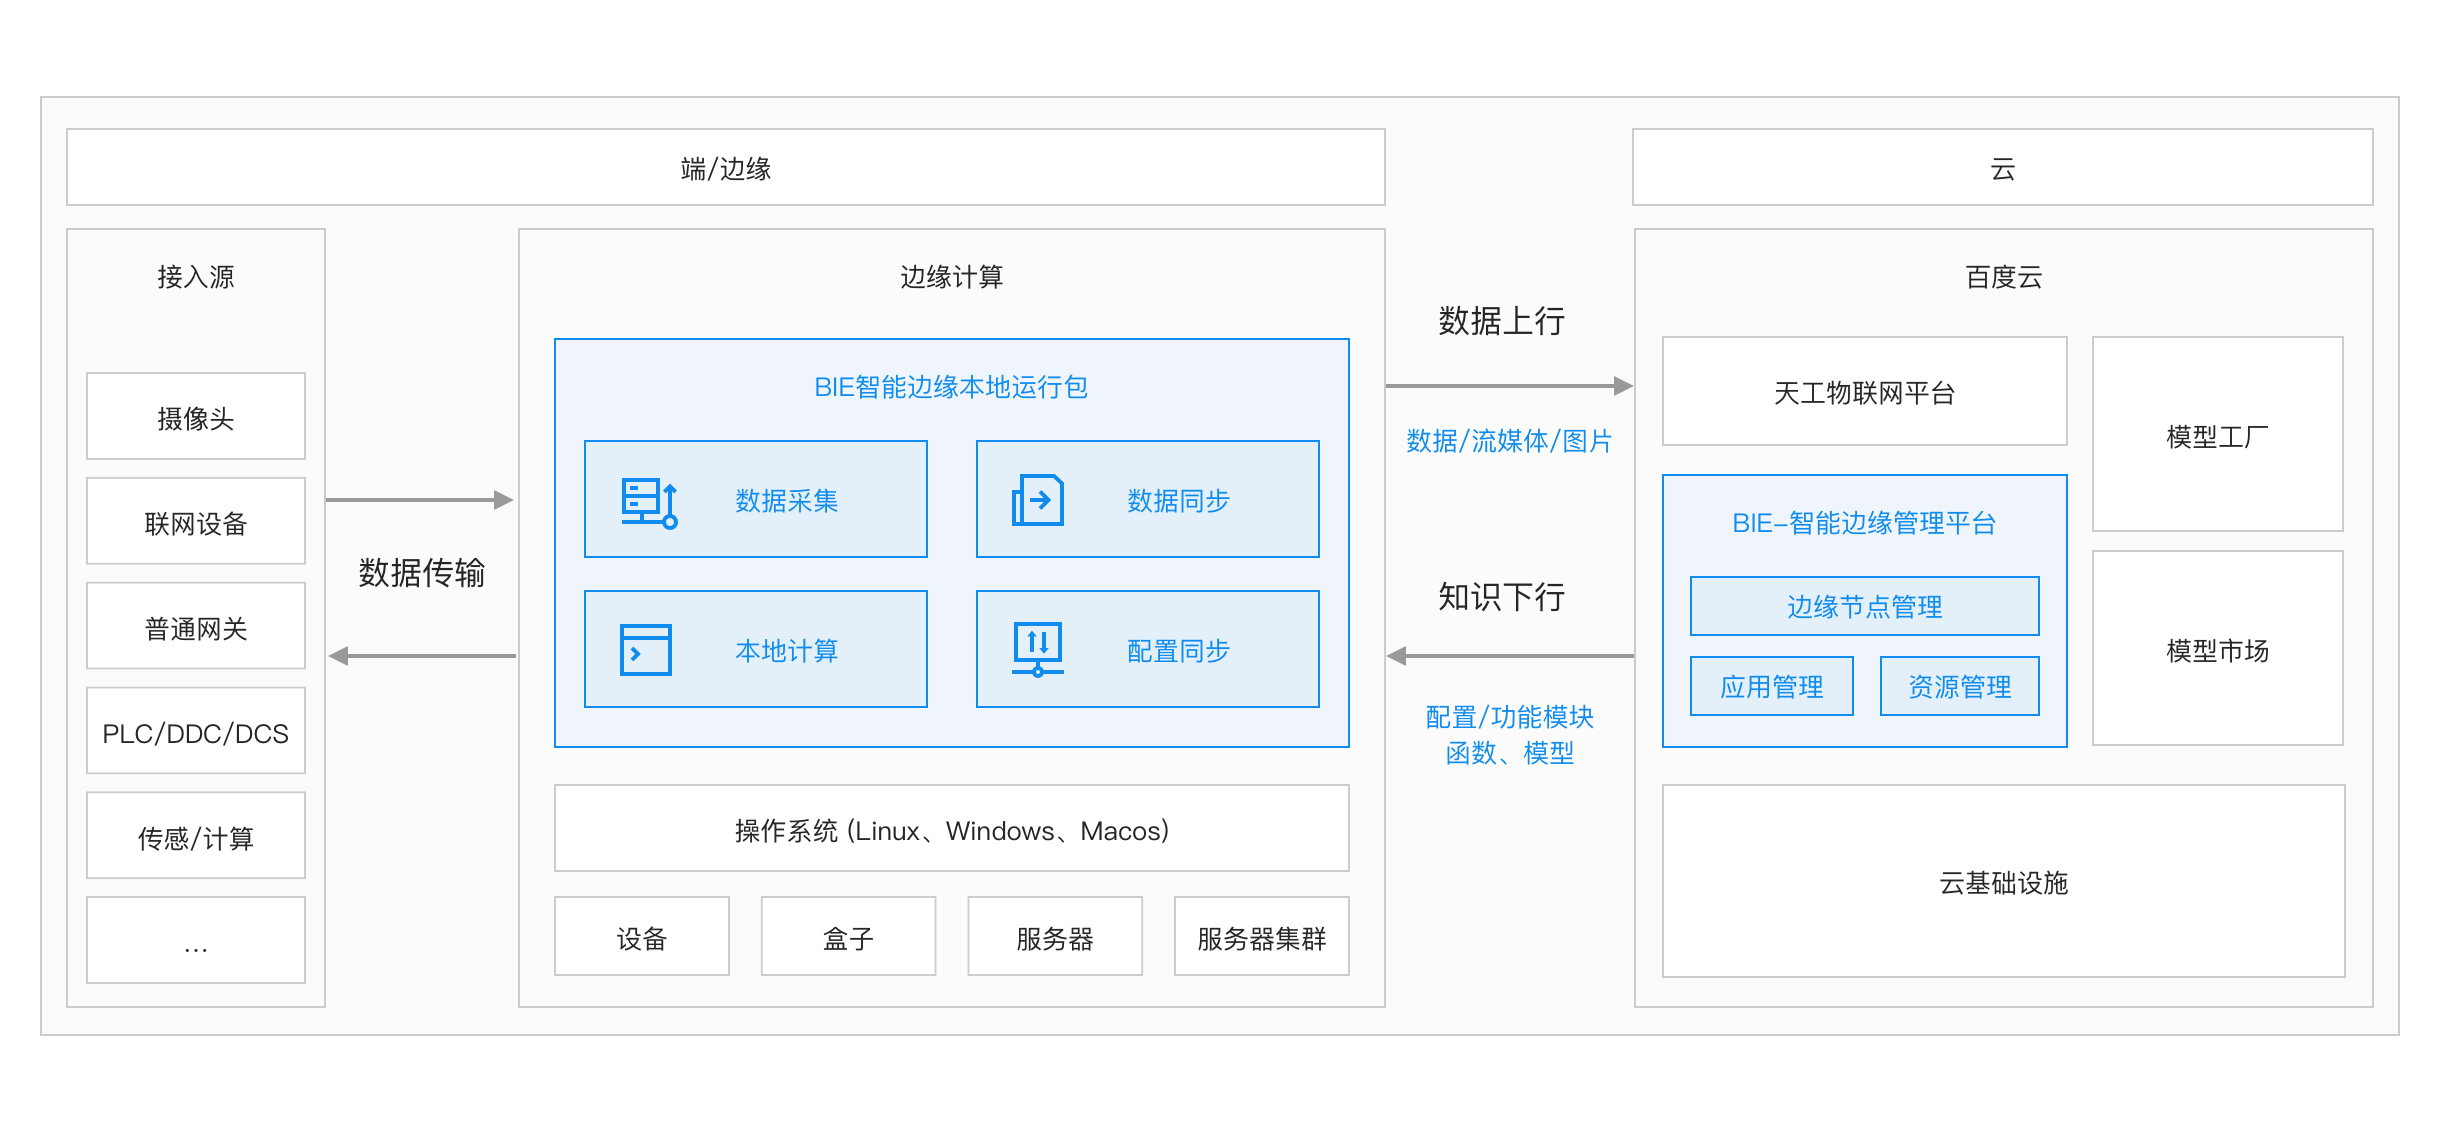 端/边缘
云
接入源
摄像头
联网设备
普通网关
PLC/DDC/DCS
传感/计算
...
数据传输
边缘计算
BIE智能边缘本地运行包
数据采集
数据同步
本地计算
配置同步
操作系统 (Linux、Windows、Macos)
设备
盒子
服务器
服务器集群
数据上行
数据/流媒体/图片
知识下行
配置/功能模块
函数、模型
百度云
天工物联网平台
模型工厂
BIE-智能边缘管理平台
边缘节点管理
应用管理
资源管理
模型市场
云基础设施